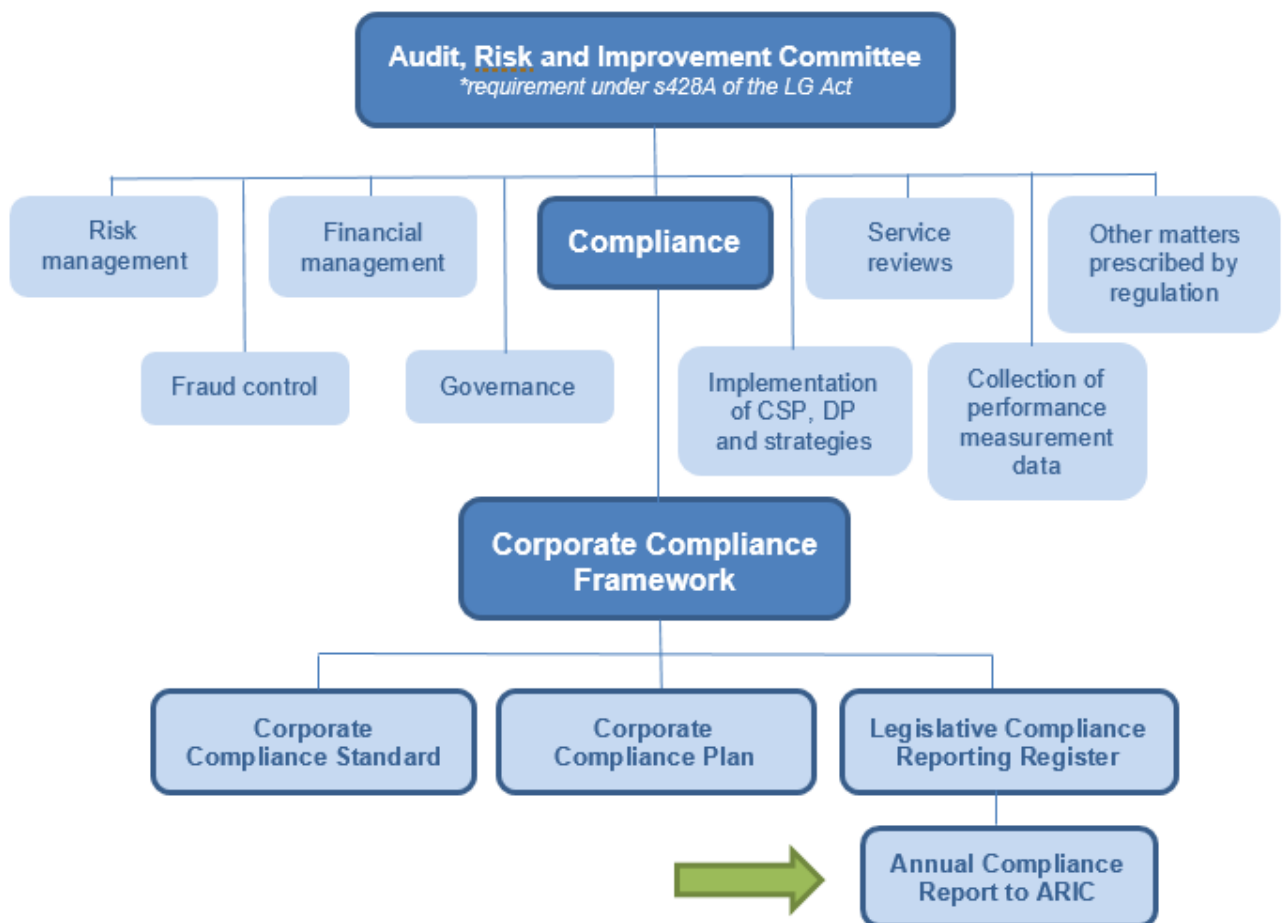 Audit, Risk and Improvement Committee
*requirement under s428A of the LG Act
Risk
management
Financial
management
Compliance
Service
reviews
Other matters
prescribed by
regulation
Fraud control
Governance
Implementation
of CSP, DP
and strategies
Collection of
performance
measurement
data
Corporate Compliance
Framework
Corporate
Compliance Standard
Corporate
Compliance Plan
Legislative Compliance
Reporting Register
Annual Compliance
Report to ARIC